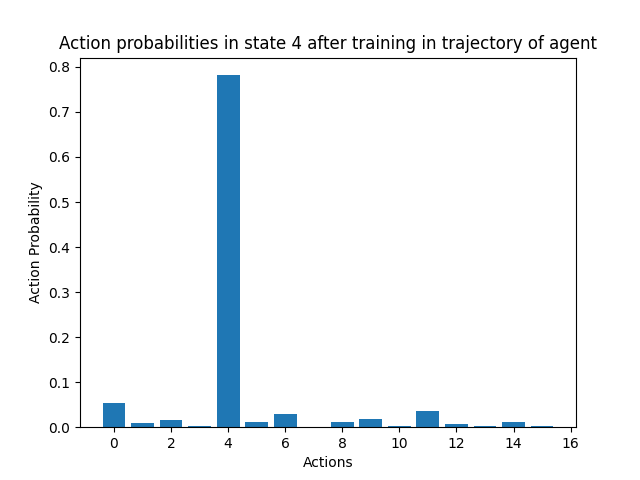 Action probabilities in state 4 after training in trajectory of agent
0.8
0.7
0.6
0.5
0.4
0.3
0.2
0.1
0.0
Action Probability
0 2 4 6 8 10 12 14 16
Actions